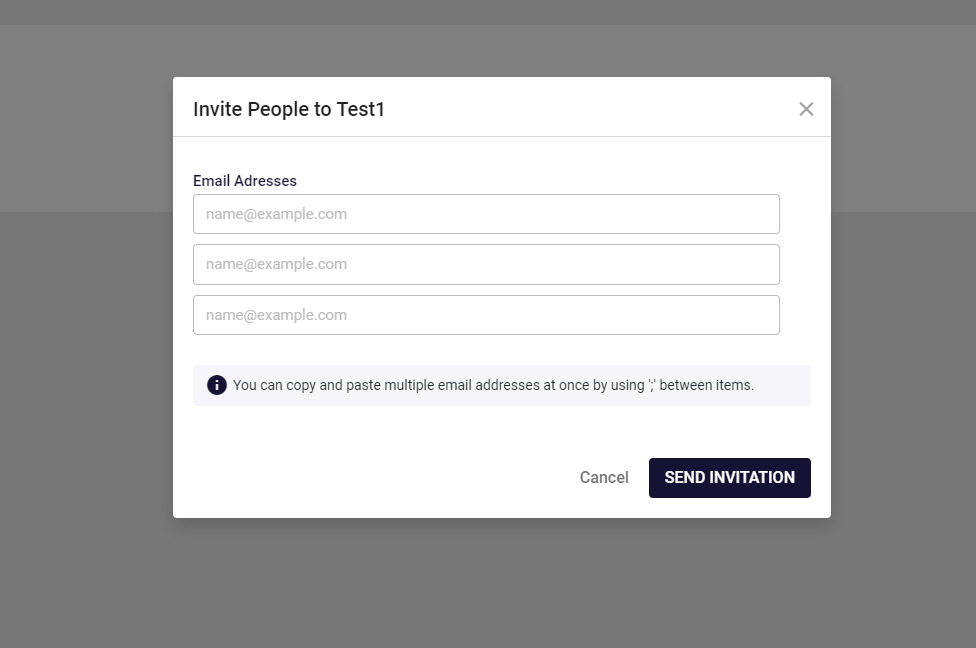 Invite People to Test1
Email Adresses
name@example.com
name@example.com
name@example.com
You can copy and paste multiple email addresses at once by using ';' between items.
Cancel
SEND INVITATION